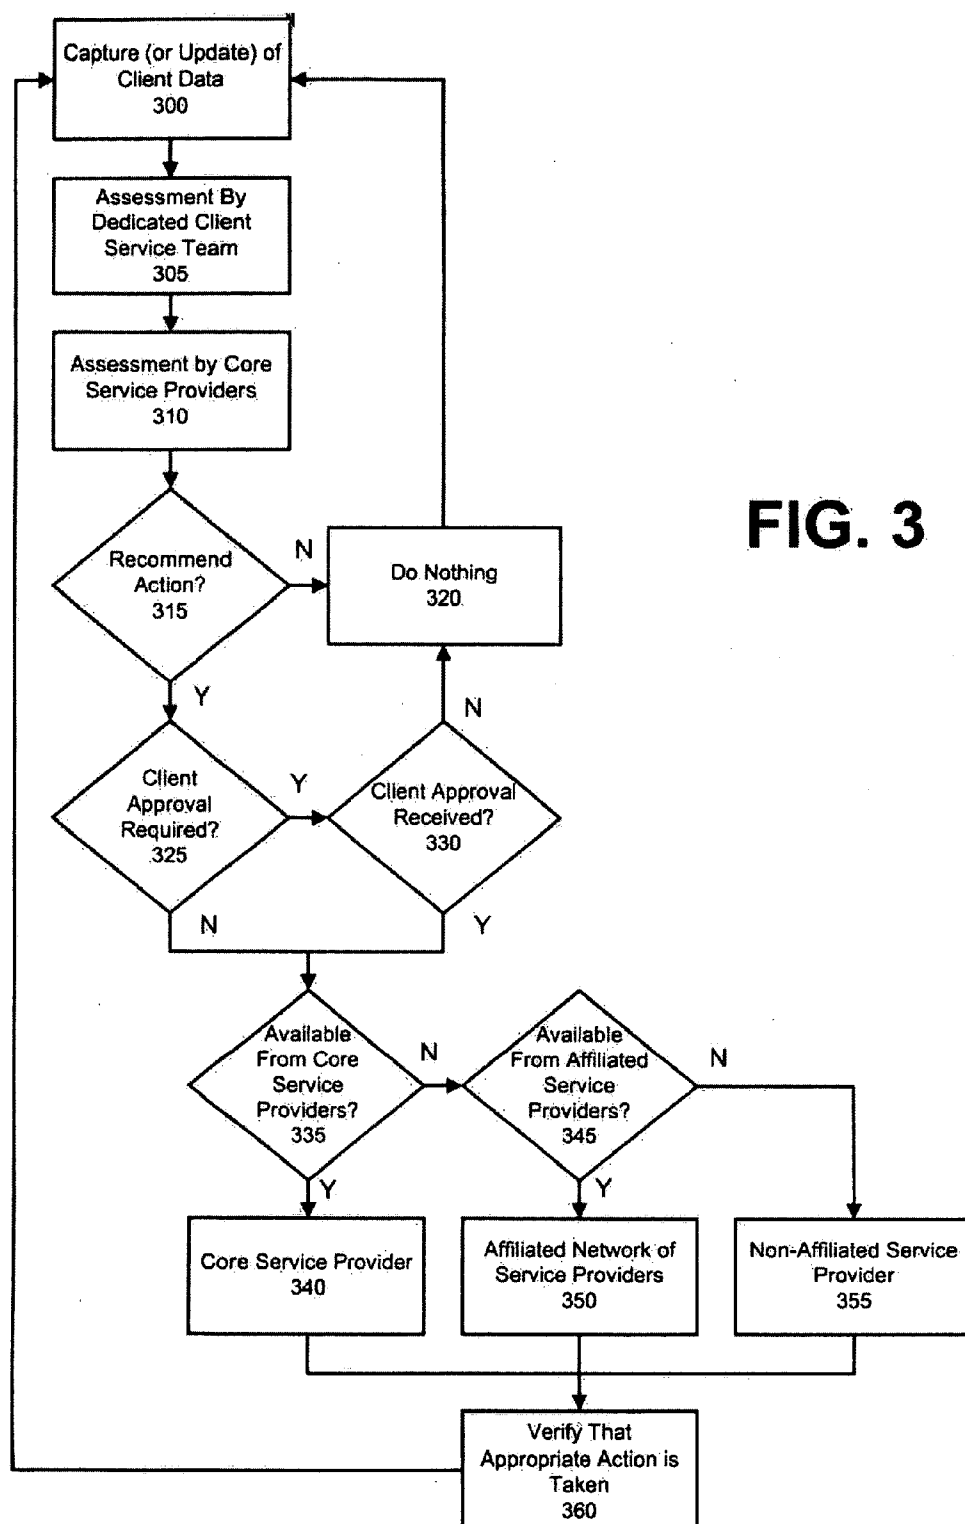 Capture (or Update) of
Client Data
300
Assessment By
Dedicated Client
Service Team
305
Assessment by Core
Service Providers
310
FIG. 3
Recommend
Action?
315
N
Do Nothing
320
Y
N
Client
Approval
Required?
325
Y
Client Approval
Received?
330
N
Y
Available
From Core
Service
Providers?
335
N
Available
From Affiliated
Service
Providers?
345
N
Y
Y
Core Service Provider
340
Affiliated Network of
Service Providers
350
Non-Affiliated Service
Provider
355
Verify That
Appropriate Action is
Taken
360